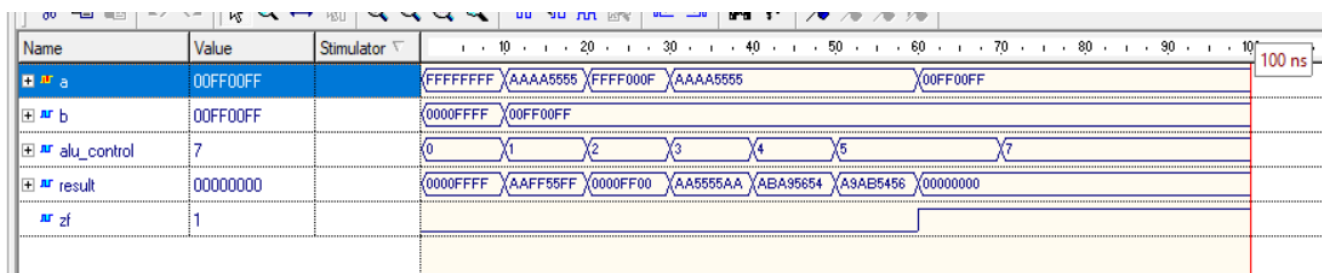 Name Value Stimulator 10 20 30 40 50 60 70 80 90 10
100 ns
a 00FF00FF FFFFFFFF AAAA5555 FFFF000F AAAA5555 00FF00FF
b 00FF00FF 0000FFFF 00FF00FF
alu_control 7 0 1 2 3 4 5 7
result 00000000 0000FFFF AAFF55FF 0000FF00 AA5555AA ABA95654 A9AB5456 00000000
zf 1